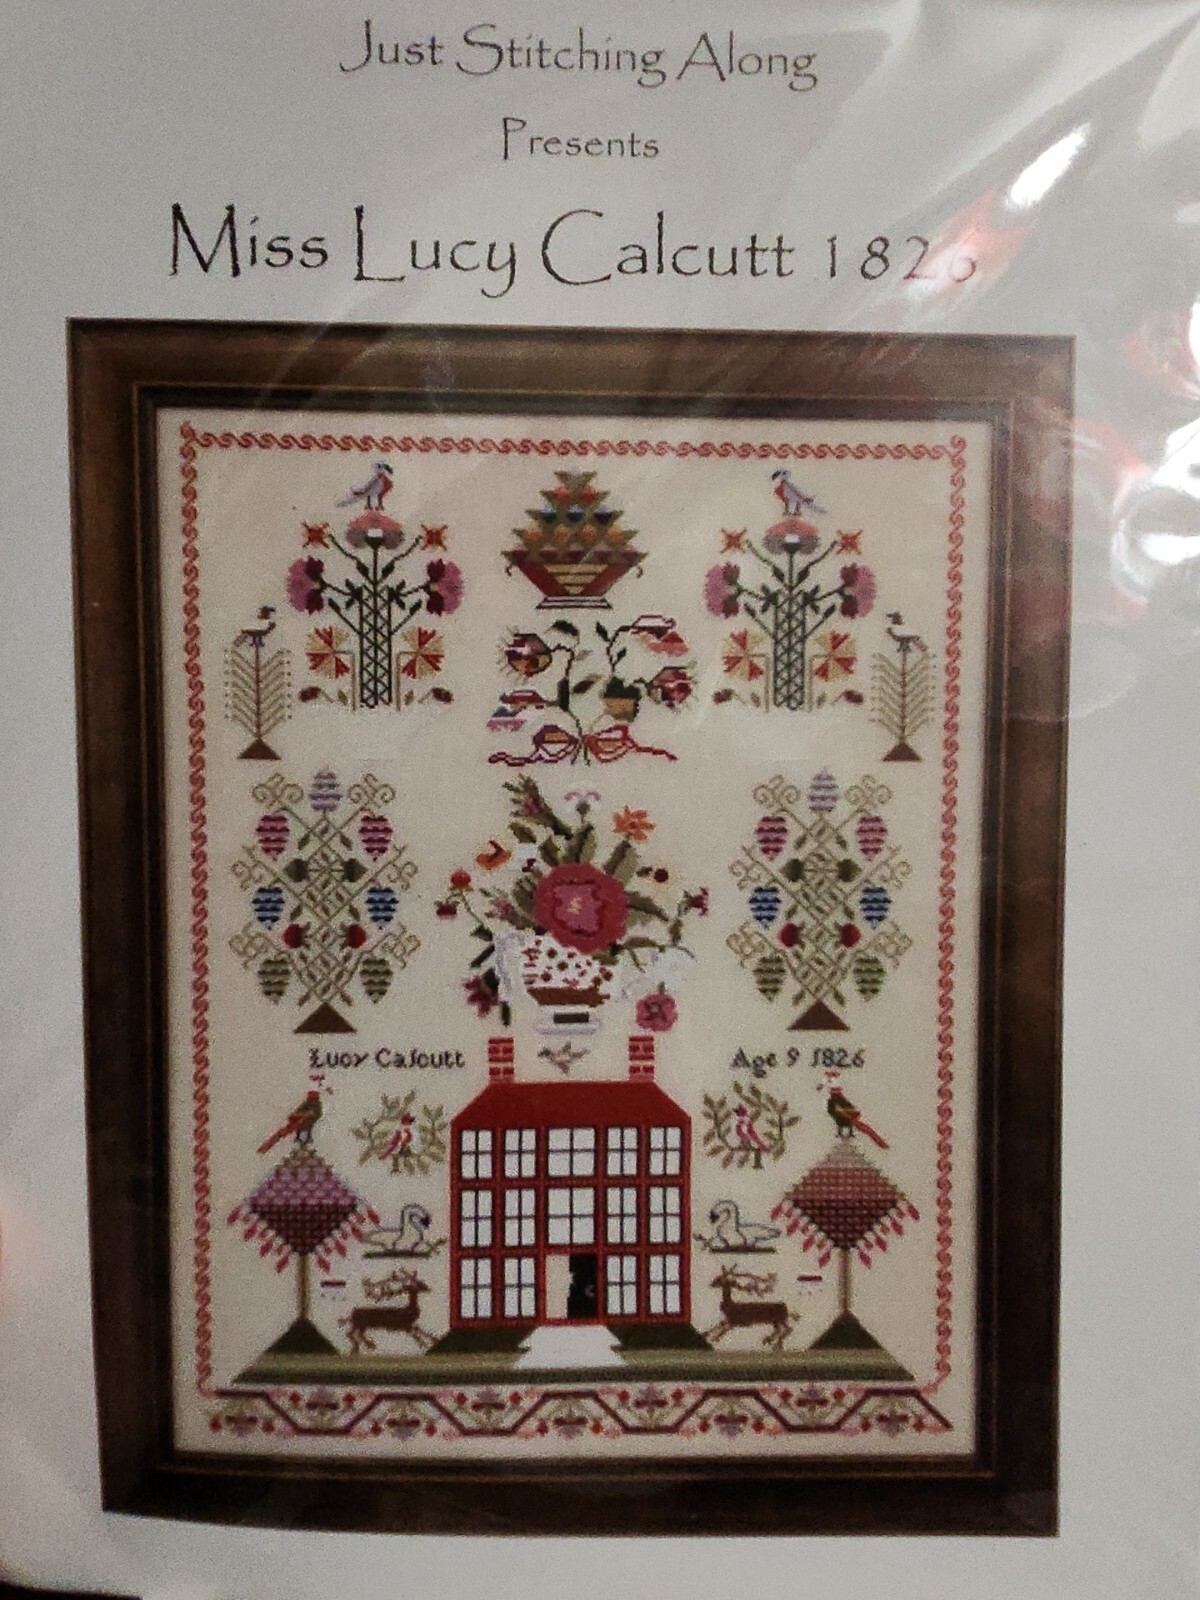 Just Stitching Along
Presents
Miss Lucy Calcutt 1826
Lucy Calcutt Age 9 1826